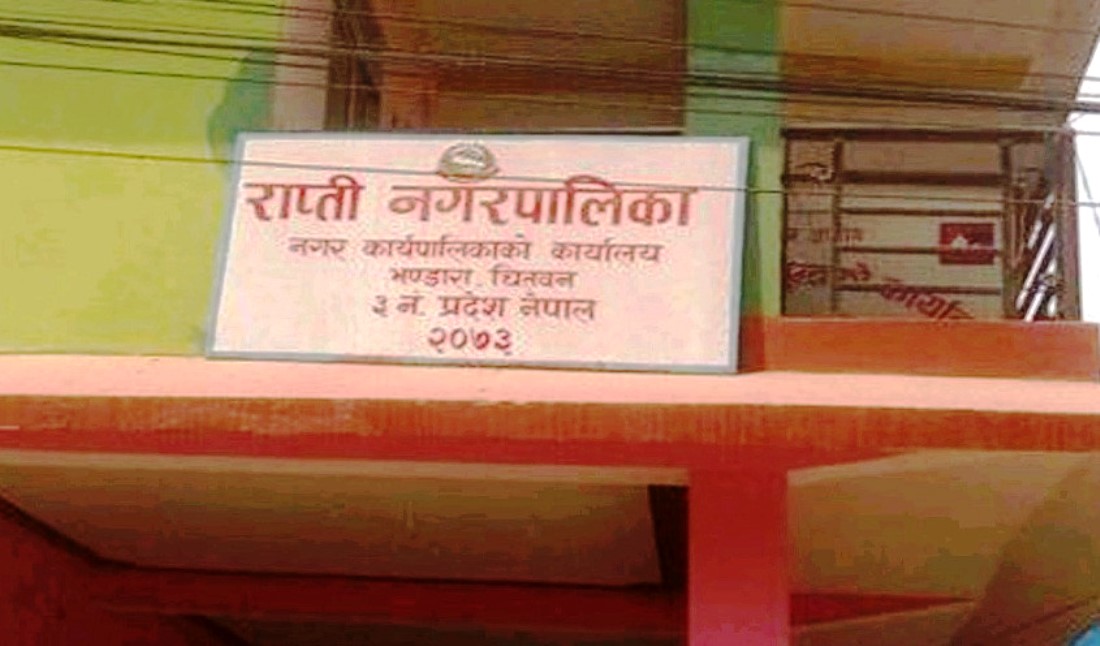 राप्ती नगरपालिका
नगर कार्यपालिकाको कार्यालय
भण्डारा, चितवन
३ नं. प्रदेश नेपाल
२०७३